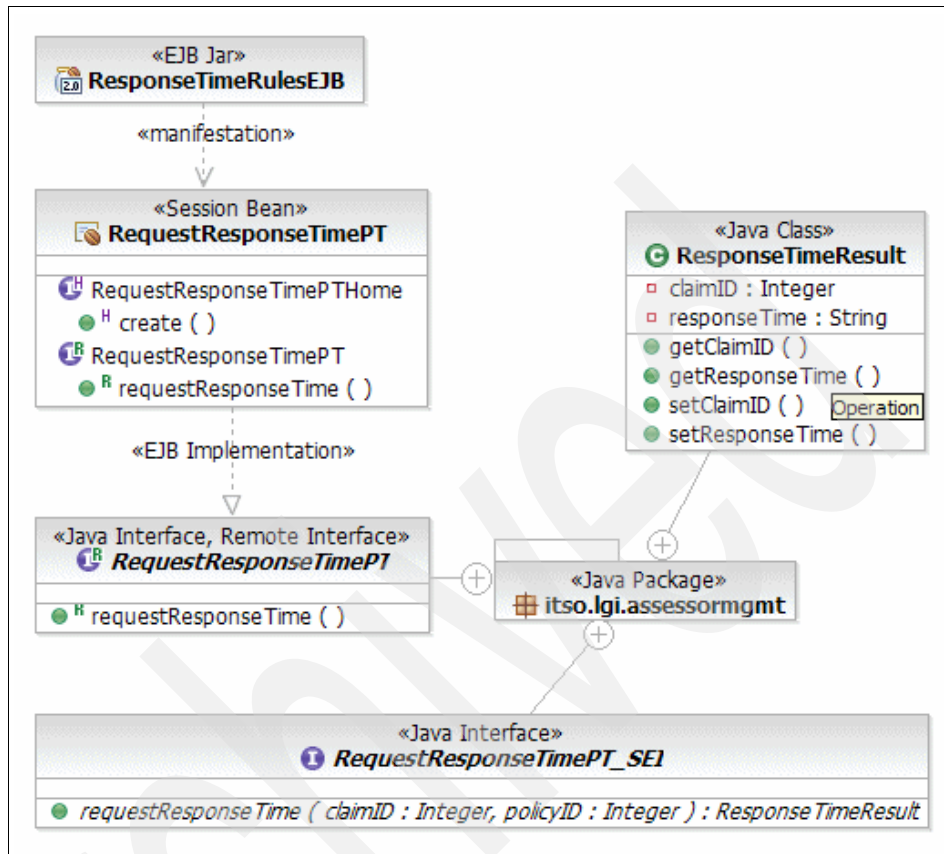 «EJB Jar»
2.0 ResponseTimeRulesEJB
«manifestation»
«Session Bean»
RequestResponseTimePT
I H RequestResponseTimePTHome
H create ( )
I R RequestResponseTimePT
R requestResponseTime ( )
«EJB Implementation»
«Java Interface, Remote Interface»
I R RequestResponseTimePT
R requestResponseTime ( )
«Java Class»
C ResponseTimeResult
claimID : Integer
responseTime : String
getClaimID ( )
getResponseTime ( )
setClaimID ( ) Operation
setResponseTime ( )
«Java Package»
itso.lgi.assessormgmt
«Java Interface»
I RequestResponseTimePT_SEI
requestResponseTime ( claimID : Integer, policyID : Integer ) : ResponseTimeResult